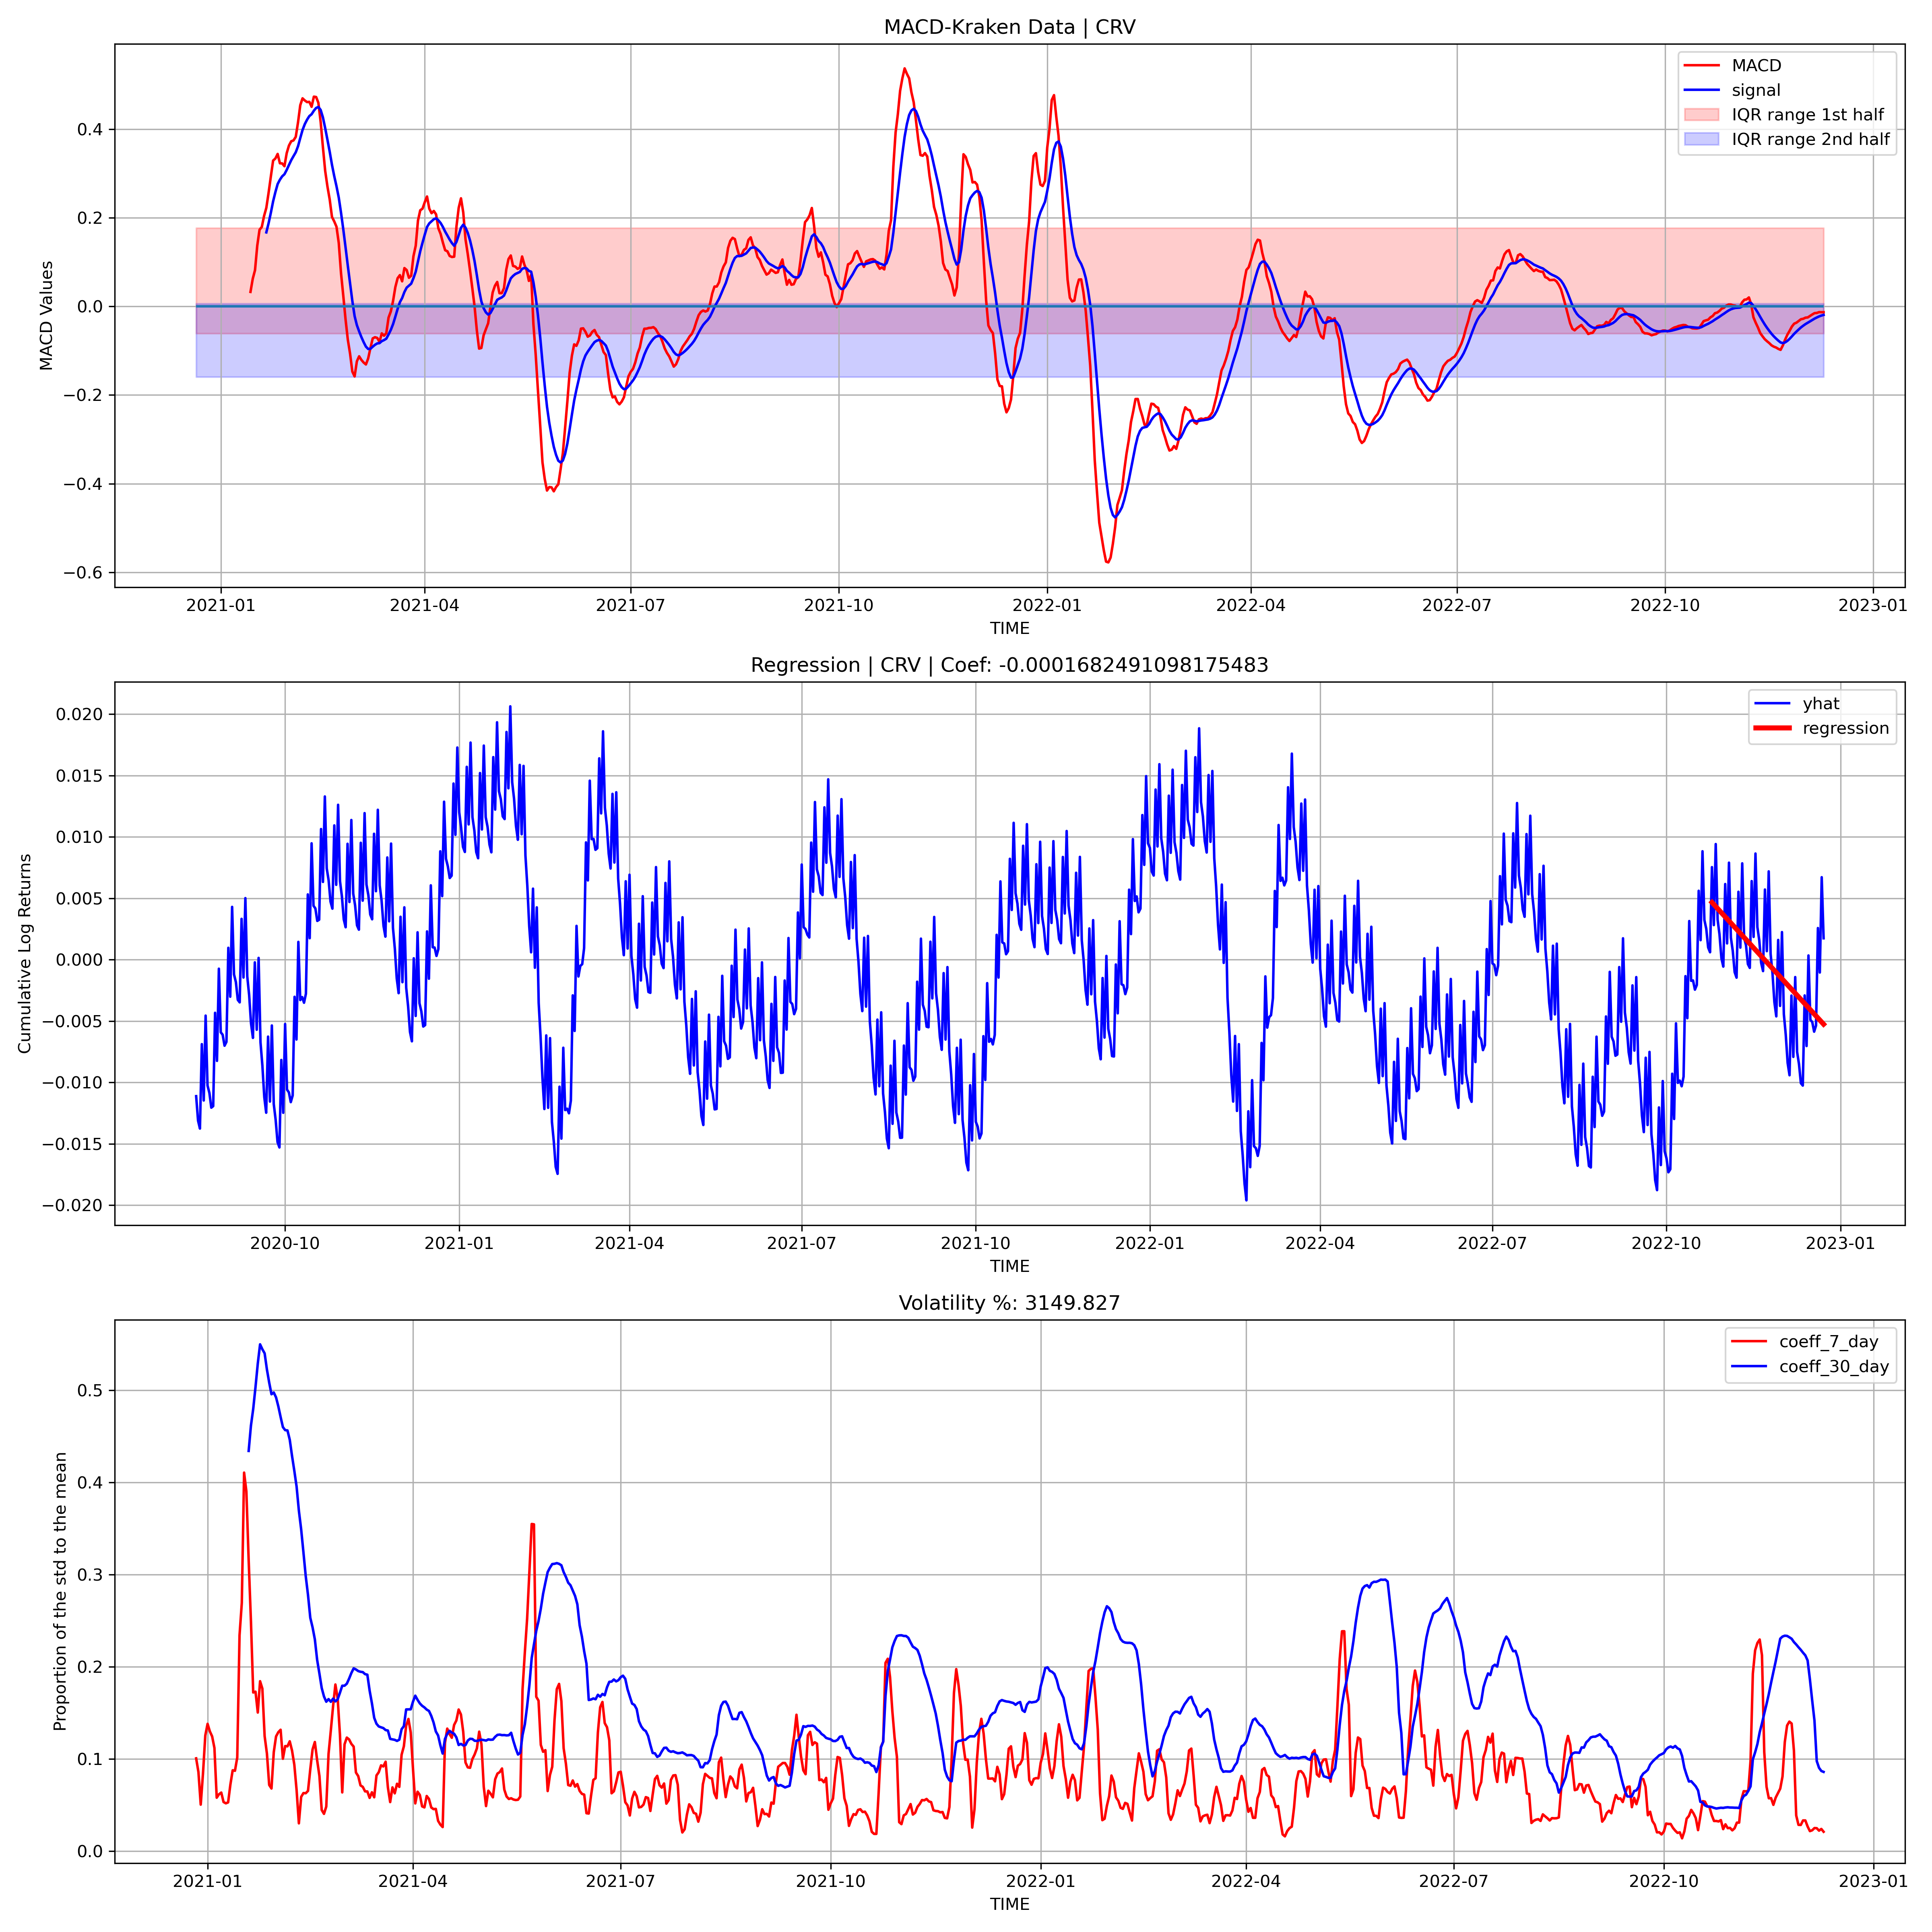 MACD-Kraken Data | CRV
MACD
signal
IQR range 1st half
IQR range 2nd half
MACD Values
0.4
0.2
0.0
−0.2
−0.4
−0.6
2021-01 2021-04 2021-07 2021-10 2022-01 2022-04 2022-07 2022-10 2023-01
TIME
Regression | CRV | Coef: -0.0001682491098175483
yhat
regression
Cumulative Log Returns
0.020
0.015
0.010
0.005
0.000
−0.005
−0.010
−0.015
−0.020
2020-10 2021-01 2021-04 2021-07 2021-10 2022-01 2022-04 2022-07 2022-10 2023-01
TIME
Volatility %: 3149.827
coeff_7_day
coeff_30_day
Proportion of the std to the mean
0.5
0.4
0.3
0.2
0.1
0.0
2021-01 2021-04 2021-07 2021-10 2022-01 2022-04 2022-07 2022-10 2023-01
TIME